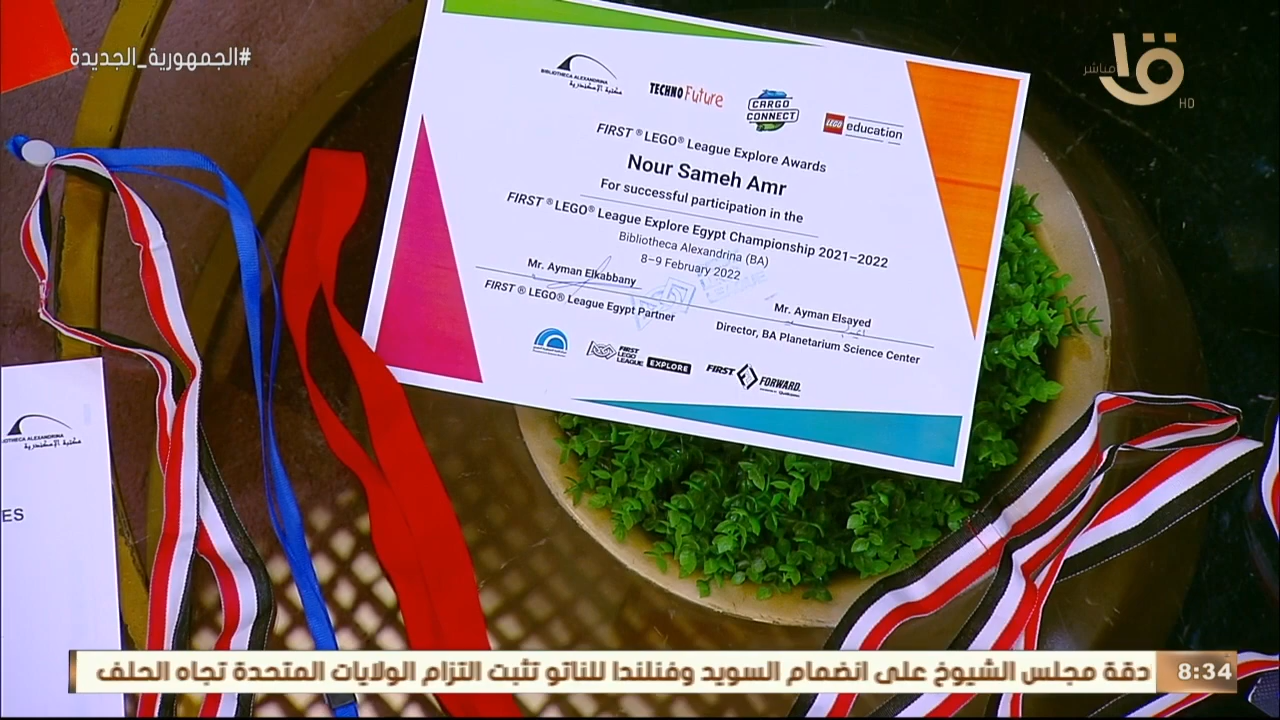 #الجمهورية_الجديدة
مباشر
HD
BIBLIOTHECA ALEXANDRINA
مكتبة الإسكندرية
TECHNO Future
CARGO
CONNECT
LEGO education
FIRST ® LEGO® League Explore Awards
Nour Sameh Amr
For successful participation in the
FIRST ® LEGO® League Explore Egypt Championship 2021–2022
Bibliotheca Alexandrina (BA)
8–9 February 2022
Mr. Ayman Elkabbany
FIRST ® LEGO® League Egypt Partner
Mr. Ayman Elsayed
Director, BA Planetarium Science Center
FIRST
LEGO
LEAGUE
EXPLORE
FIRST FORWARD
IOTHECA ALEXANDRINA
مكتبة الإسكندرية
ES
دقة مجلس الشيوخ على انضمام السويد وفنلندا للناتو تثبت التزام الولايات المتحدة تجاه الحلف
8:34